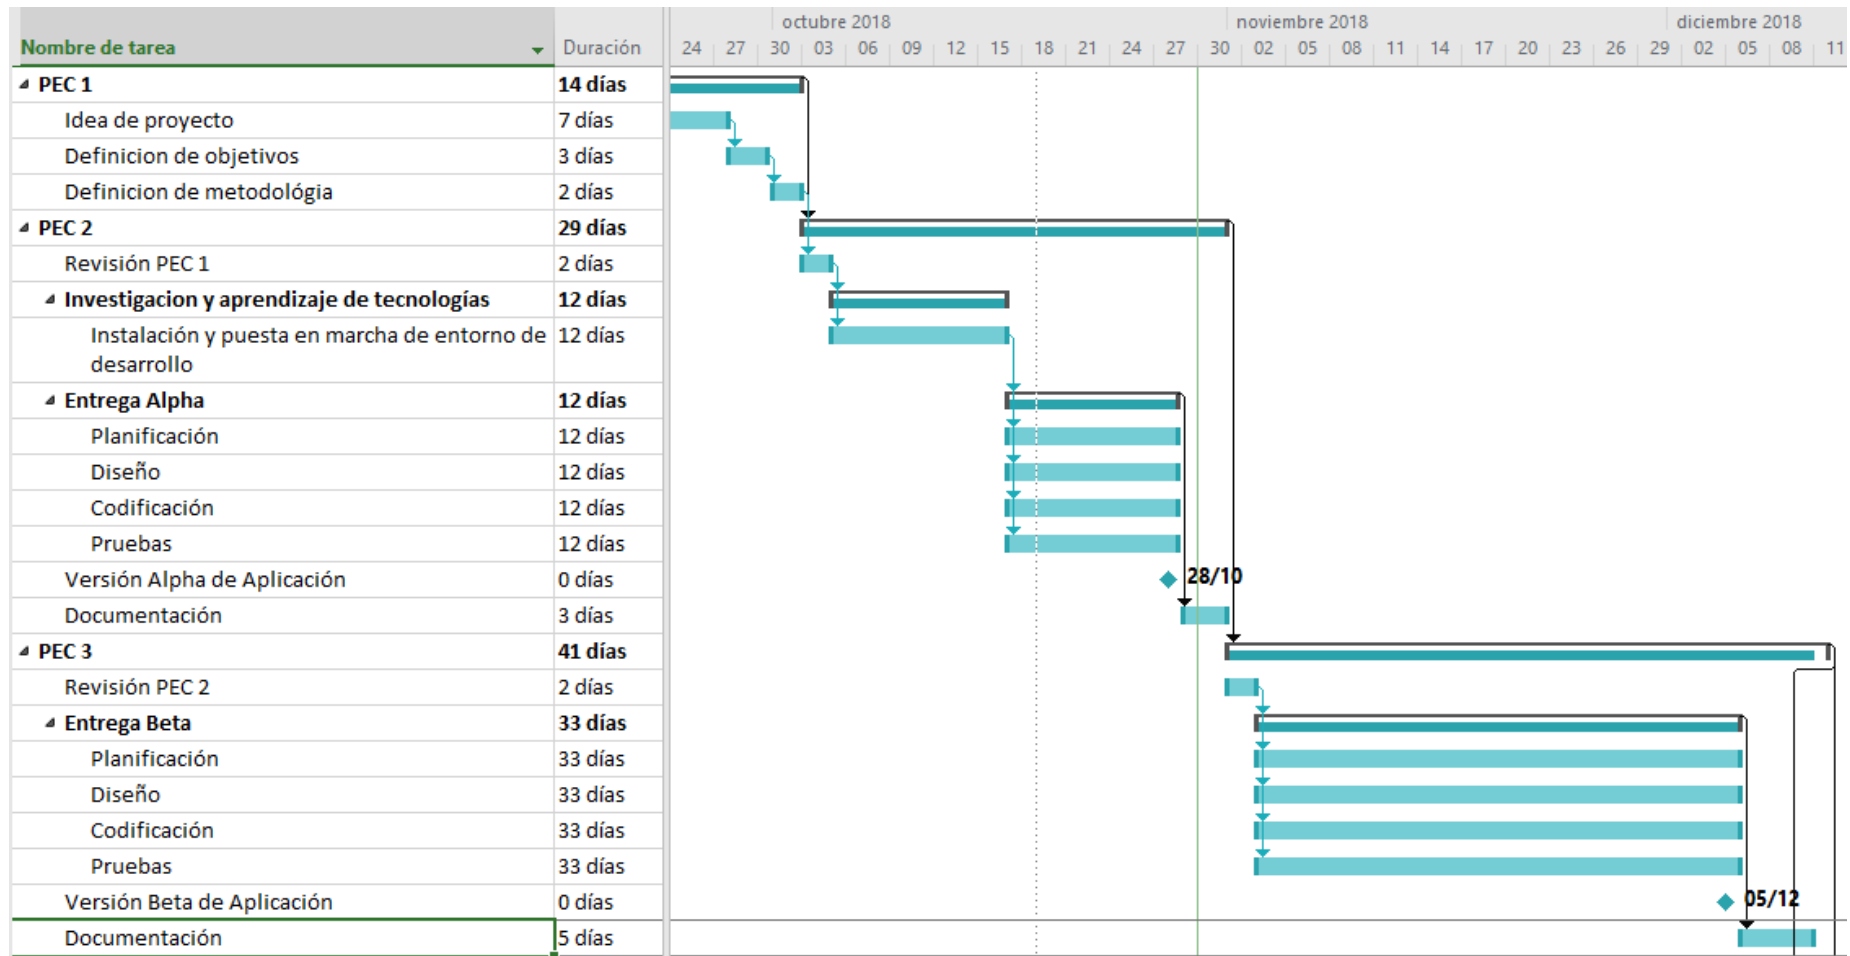 octubre 2018 noviembre 2018 diciembre 2018
Nombre de tarea Duración 24 27 30 03 06 09 12 15 18 21 24 27 30 02 05 08 11 14 17 20 23 26 29 02 05 08 11
PEC 1 14 días
Idea de proyecto 7 días
Definicion de objetivos 3 días
Definicion de metodológia 2 días
PEC 2 29 días
Revisión PEC 1 2 días
Investigacion y aprendizaje de tecnologías 12 días
Instalación y puesta en marcha de entorno de 12 días
desarrollo
Entrega Alpha 12 días
Planificación 12 días
Diseño 12 días
Codificación 12 días
Pruebas 12 días
Versión Alpha de Aplicación 0 días 28/10
Documentación 3 días
PEC 3 41 días
Revisión PEC 2 2 días
Entrega Beta 33 días
Planificación 33 días
Diseño 33 días
Codificación 33 días
Pruebas 33 días
Versión Beta de Aplicación 0 días 05/12
Documentación 5 días